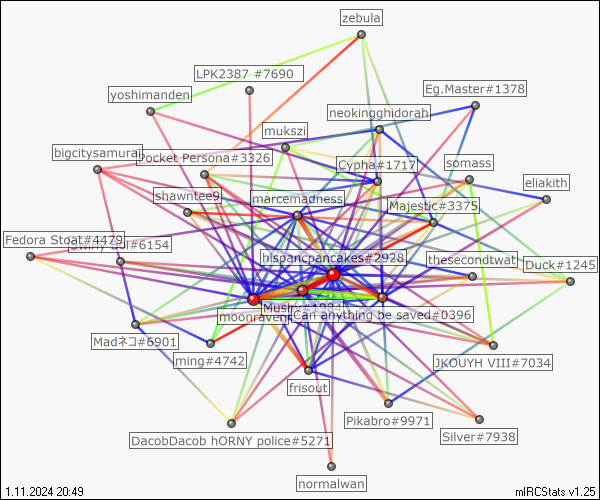 zebula
LPK2387 #7690
Eg.Master#1378
yoshimanden
neokingghidorah
mukszi
bigcitysamurai
Pocket Persona#3326
Cypha#1717
somass
eliakith
shawntee9
marcemadness
Majestic#3375
Fedora Stoat#4479
#6154
hispancpancakes#2928
thesecondtwat
Duck#1245
moonraven
Can anything be saved#0396
Madネコ#6901
ming#4742
JKOUYH VIII#7034
frisout
Pikabro#9971
DacobDacob hORNY police#5271
Silver#7938
normalwan
1.11.2024 20:49
mIRCStats v1.25